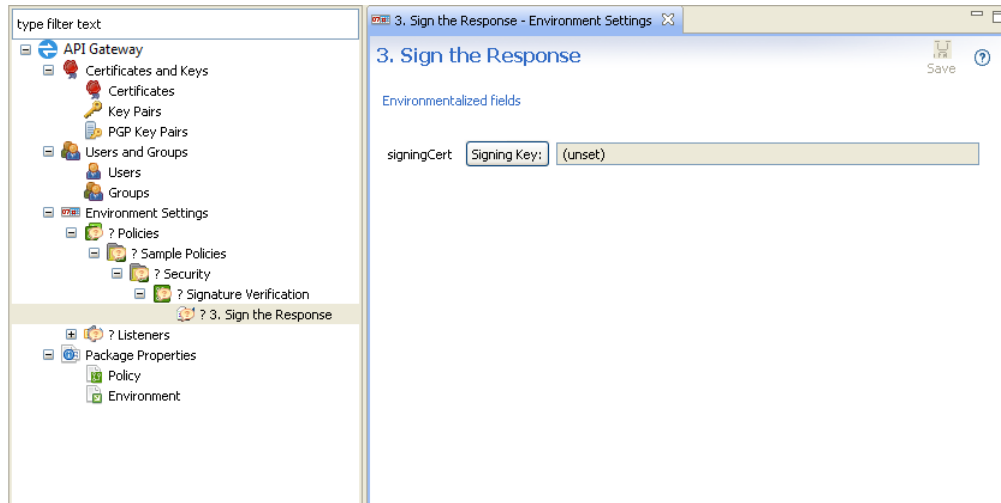 type filter text
API Gateway
Certificates and Keys
Certificates
Key Pairs
PGP Key Pairs
Users and Groups
Users
Groups
Environment Settings
? Policies
? Sample Policies
? Security
? Signature Verification
? 3. Sign the Response
? Listeners
Package Properties
Policy
Environment
3. Sign the Response - Environment Settings
3. Sign the Response
Save
?
Environmentalized fields
signingCert Signing Key: (unset)